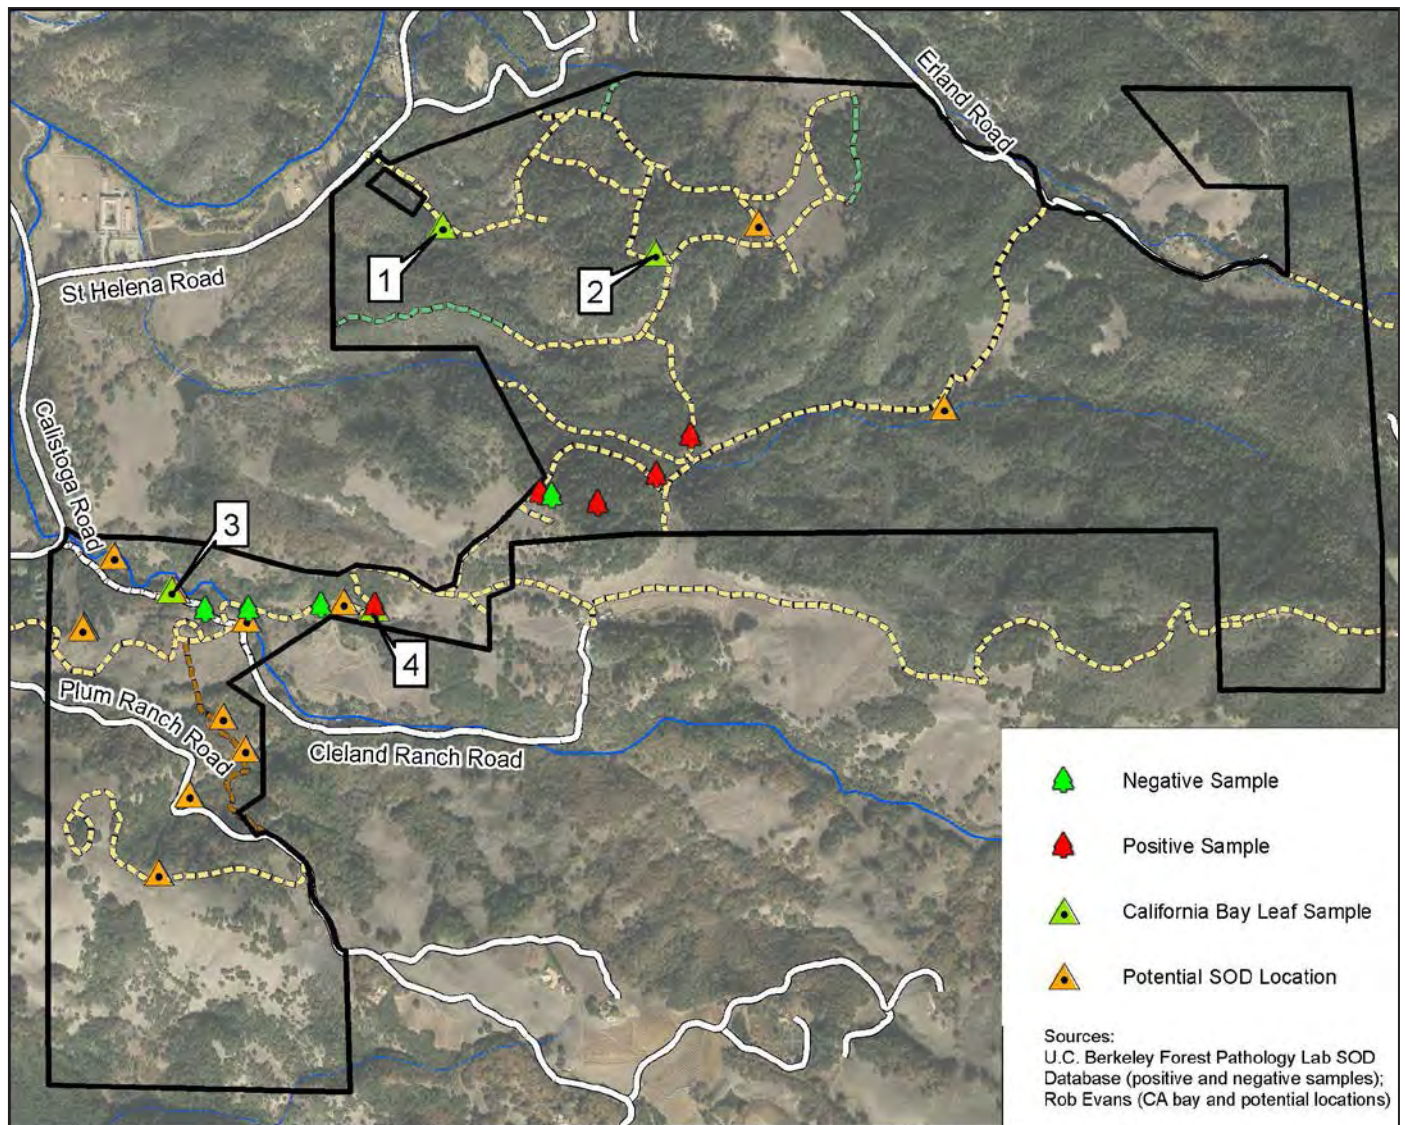 Erland Road
St Helena Road
1
2
Calistoga Road
3
4
Plum Ranch Road
Cleland Ranch Road
Negative Sample
Positive Sample
California Bay Leaf Sample
Potential SOD Location
Sources:
U.C. Berkeley Forest Pathology Lab SOD
Database (positive and negative samples);
Rob Evans (CA bay and potential locations)